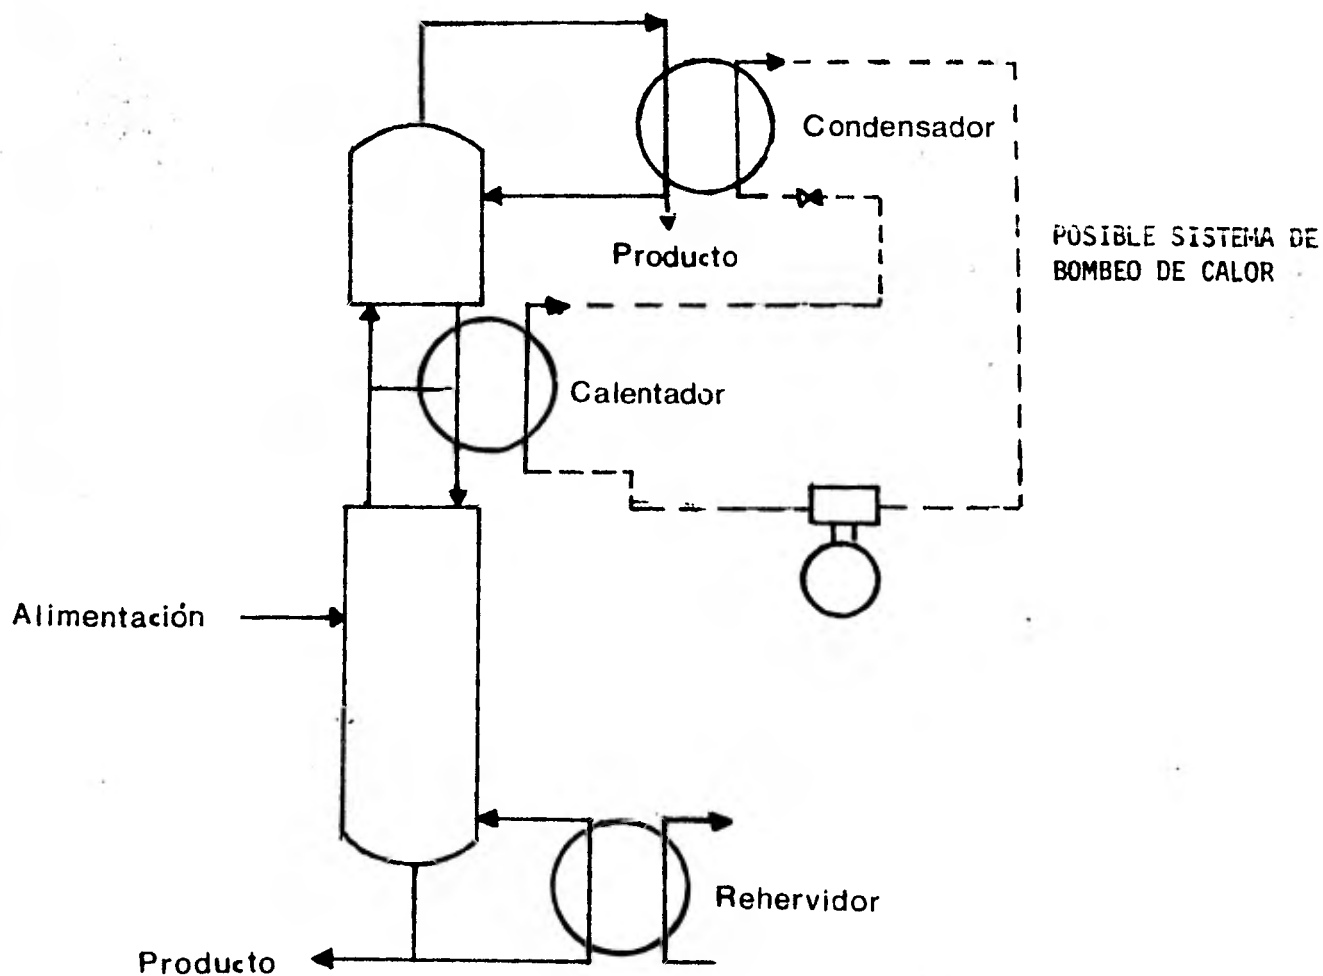 Condensador
POSIBLE SISTEMA DE
BOMBEO DE CALOR
Producto
Calentador
Alimentación
Rehervidor
Producto